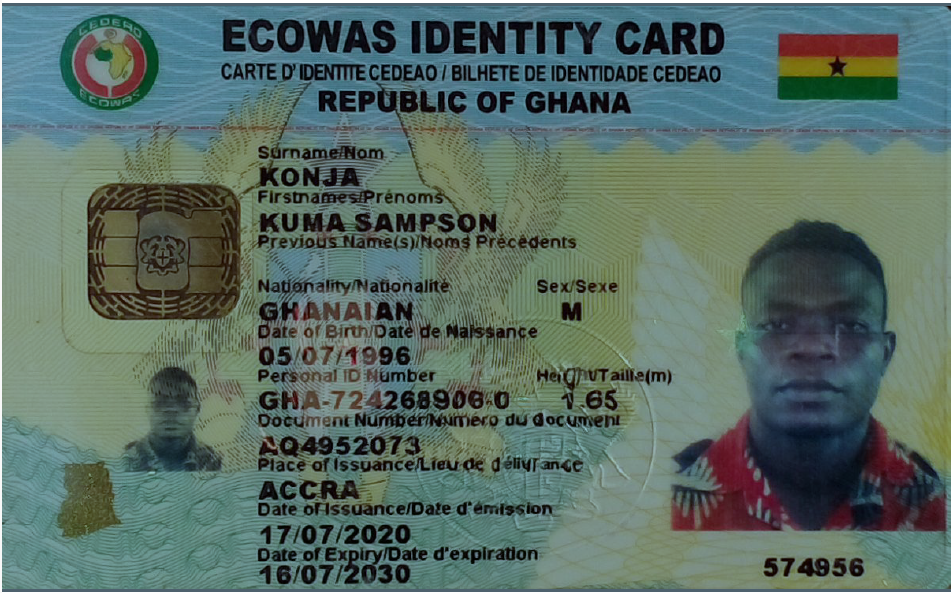 CEDEAO
ECOWAS
ECOWAS IDENTITY CARD
CARTE D' IDENTITE CEDEAO / BILHETE DE IDENTIDADE CEDEAO
REPUBLIC OF GHANA
Surname/Nom
KONJA
Firstnames/Prénoms
KUMA SAMPSON
Previous Name(s)/Noms Précédents
Nationality/Nationalité
Sex/Sexe
GHANAIAN
M
Date of Birth/Date de Naissance
05/07/1996
Personal ID Number
Height/Taille(m)
GHA-724268906-0
1.65
Document Number/Numéro du document
AQ4952073
Place of Issuance/Lieu de délivrance
ACCRA
Date of Issuance/Date d'émission
17/07/2020
Date of Expiry/Date d'expiration
16/07/2030
574956